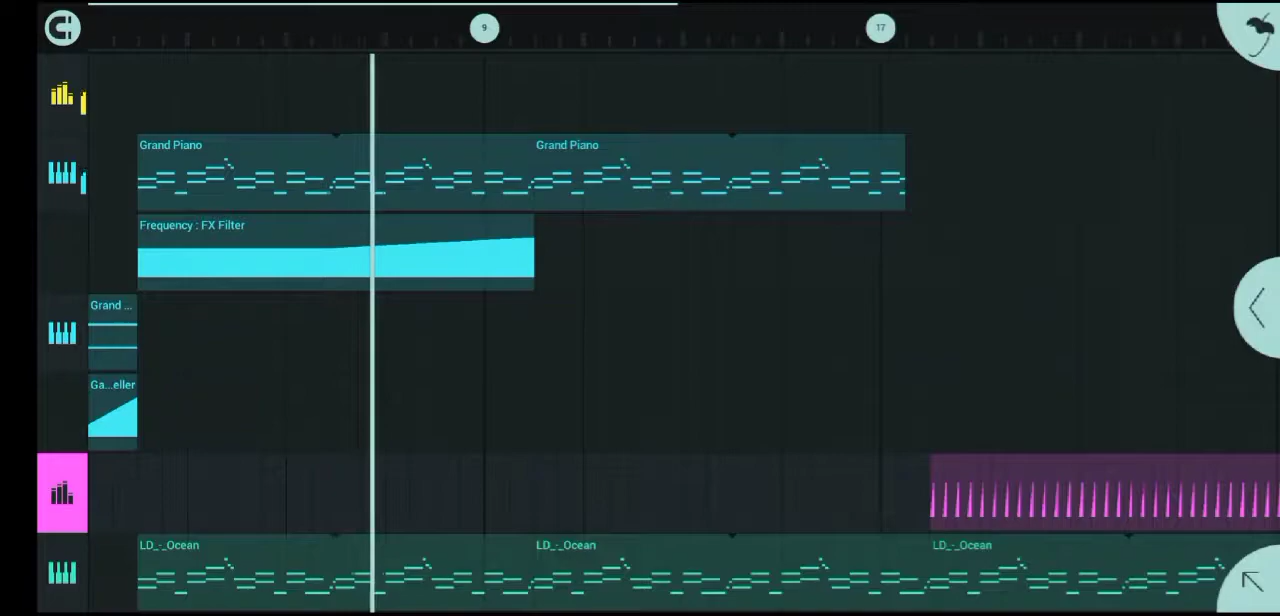 9 17
Grand Piano Grand Piano
Frequency : FX Filter
Grand ...
Ga...eller
LD_-_Ocean LD_-_Ocean LD_-_Ocean